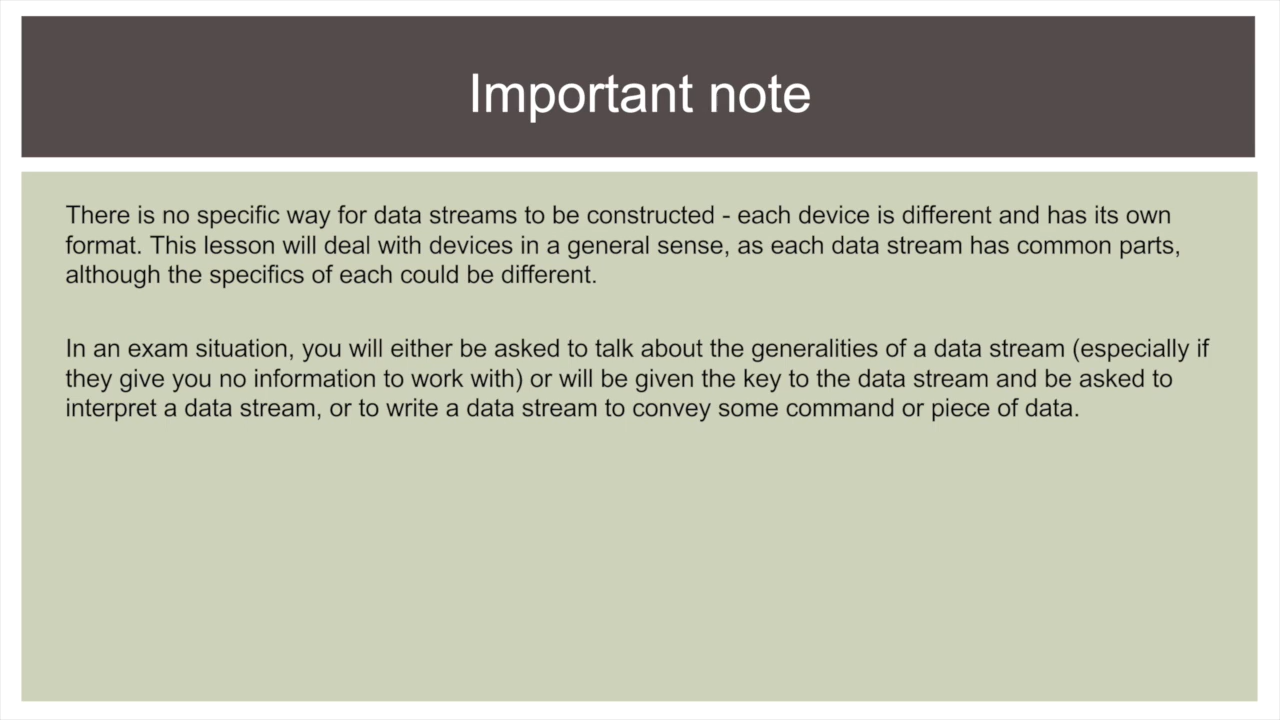 Important note
There is no specific way for data streams to be constructed - each device is different and has its own
format. This lesson will deal with devices in a general sense, as each data stream has common parts,
although the specifics of each could be different.
In an exam situation, you will either be asked to talk about the generalities of a data stream (especially if
they give you no information to work with) or will be given the key to the data stream and be asked to
interpret a data stream, or to write a data stream to convey some command or piece of data.